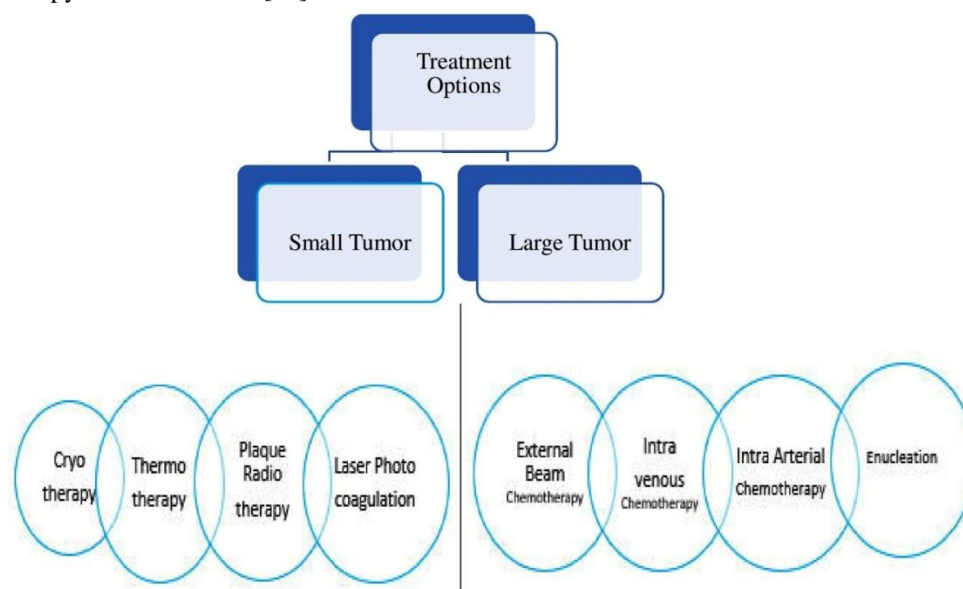 Treatment
Options
Small Tumor
Large Tumor
Cryo
therapy
Thermo
therapy
Plaque
Radio
therapy
Laser Photo
coagulation
External
Beam
Chemotherapy
Intra
venous
Chemotherapy
Intra Arterial
Chemotherapy
Enucleation